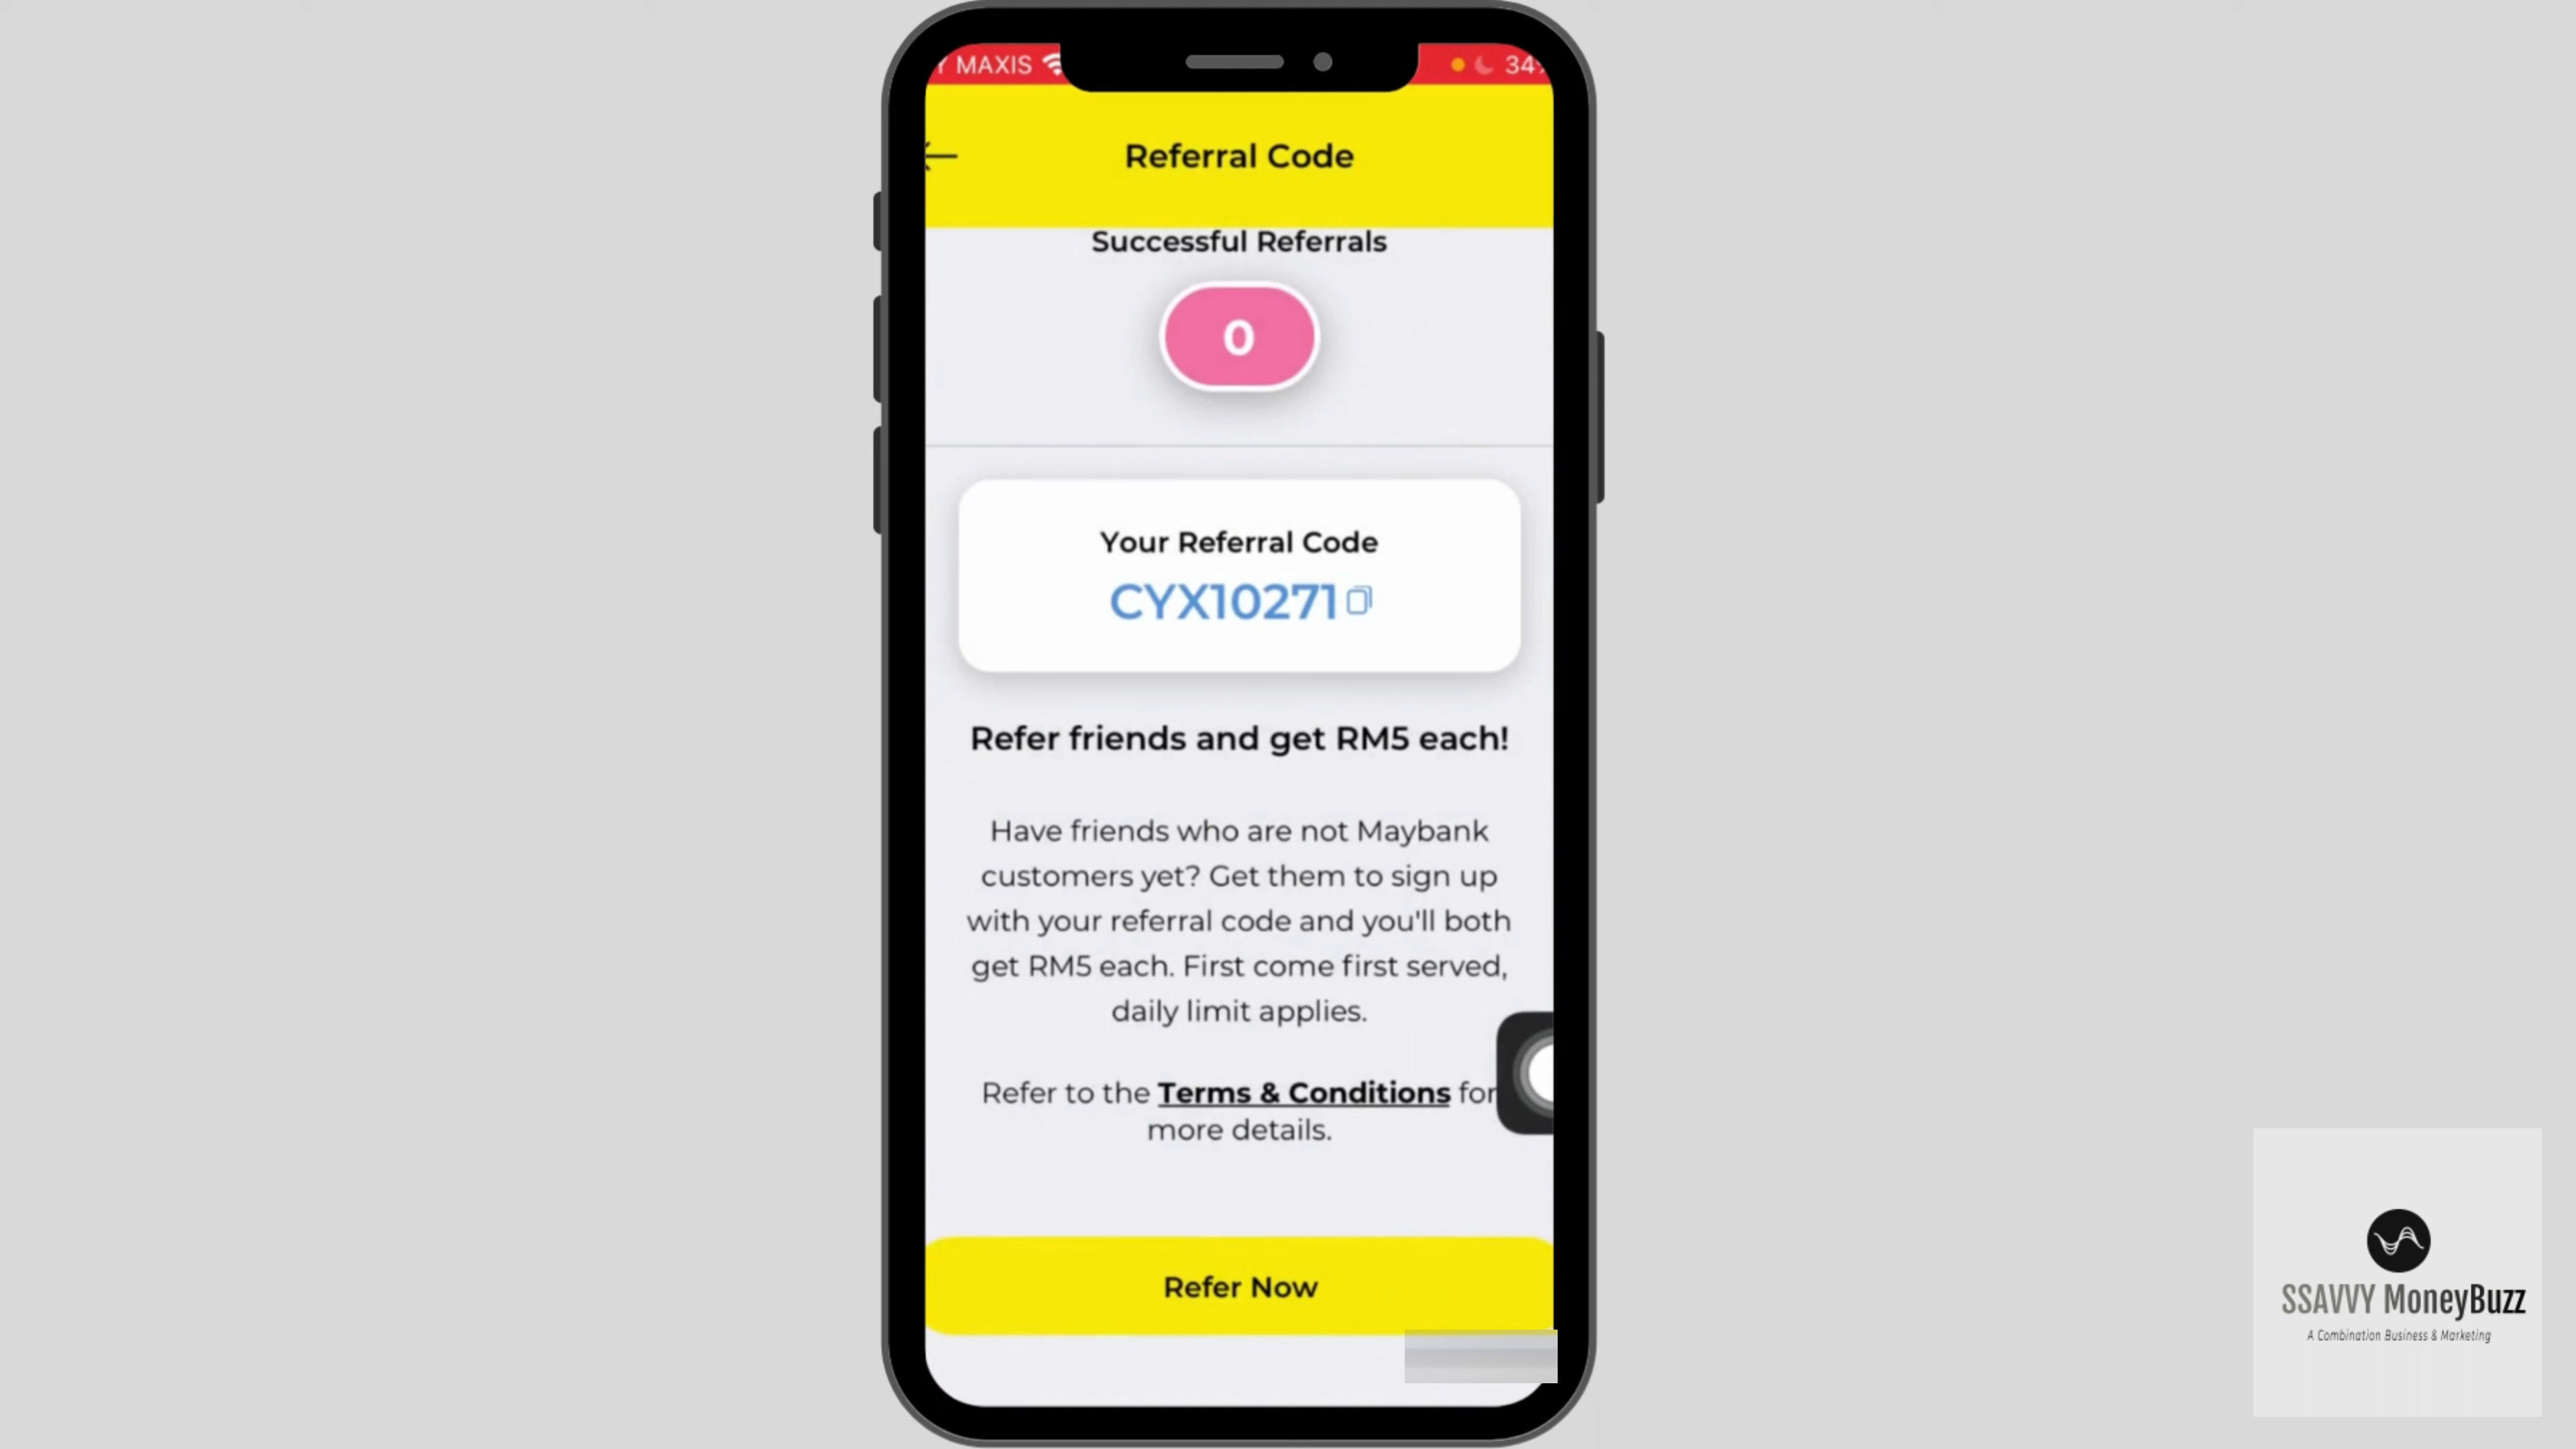 MAXIS
34
Referral Code
Successful Referrals
0
Your Referral Code
CYX10271
Refer friends and get RM5 each!
Have friends who are not Maybank
customers yet? Get them to sign up
with your referral code and you'll both
get RM5 each. First come first served,
daily limit applies.
Refer to the Terms & Conditions for
more details.
Refer Now
SSAVVY MoneyBuzz
A Combination Business & Marketing